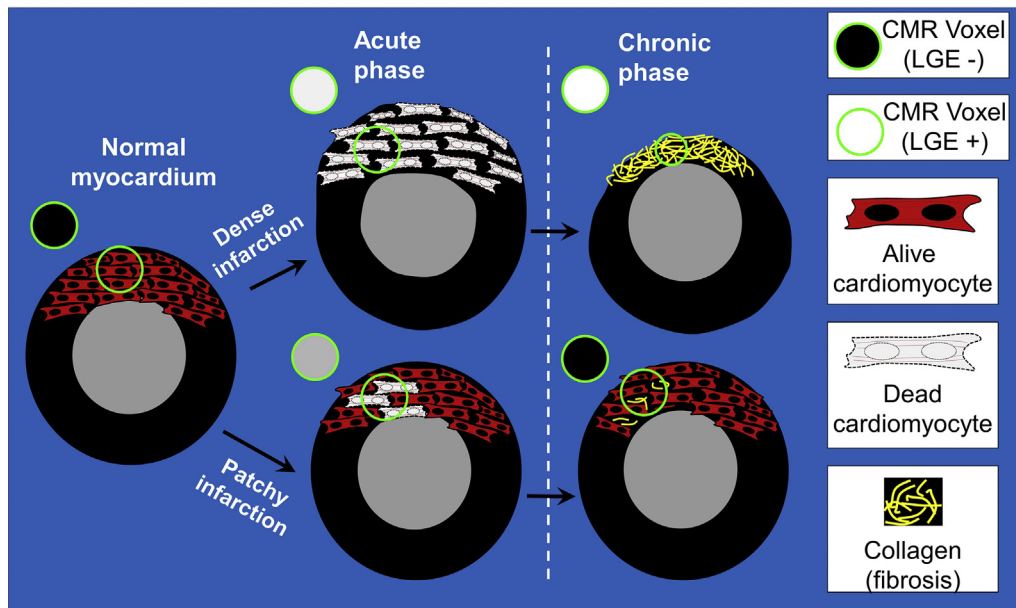 Normal
myocardium
Dense
infarction
Patchy
infarction
Acute
phase
Chronic
phase
CMR Voxel
(LGE -)
CMR Voxel
(LGE +)
Alive
cardiomyocyte
Dead
cardiomyocyte
Collagen
(fibrosis)